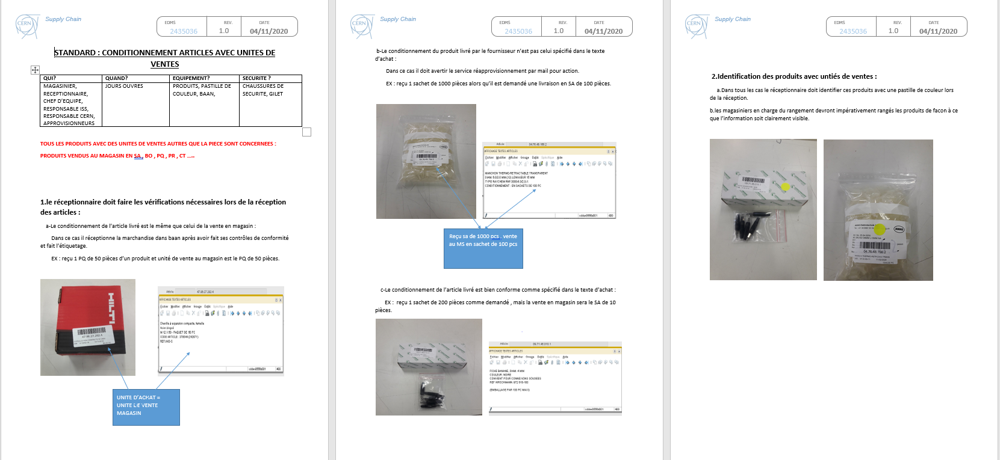 CERN
Supply Chain
EDMS
REV.
DATE
2435036
1.0
04/11/2020
STANDARD : CONDITIONNEMENT ARTICLES AVEC UNITES DE
VENTES
QUI?
QUAND?
EQUIPEMENT?
SECURITE ?
MAGASINIER,
RECEPTIONNAIRE,
CHEF D'EQUIPE,
RESPONSABLE ISS,
RESPONSABLE CERN,
APPROVISIONNEURS
JOURS OUVRES
PRODUITS, PASTILLE DE
COULEUR, BAAN,
CHAUSSURES DE
SECURITE, GILET
TOUS LES PRODUITS AVEC DES UNITES DE VENTES AUTRES QUE LA PIECE SONT CONCERNEES :
PRODUITS VENDUS AU MAGASIN EN SA , BO , PQ , PR , CT .....
1.le réceptionnaire doit faire les vérifications nécessaires lors de la réception
des articles :
a-Le conditionnement de l'article livré est le même que celui de la vente en magasin :
Dans ce cas il réceptionne la marchandise dans baan après avoir fait ses contrôles de conformité
et fait l'étiquetage.
EX : reçu 1 PQ de 50 pièces d'un produit et unité de vente au magasin est le PQ de 50 pièces.
HILTI
47.96.27.282.4
Article
47.96.27.282.4
AFFICHAGE TEXTES ARTICLES
Fichier Modifier Afficher Groupe Outils Spécifique Aide
Cheville à expansion compacte, femelle
Acier zingué
M 12 X 50 - PAQUET DE 50 PC
REF.HKD-S
400
UNITE D'ACHAT =
UNITE DE VENTE
MAGASIN
CERN
Supply Chain
EDMS
REV.
DATE
2435036
1.0
04/11/2020
b-Le conditionnement du produit livré par le fournisseur n'est pas celui spécifié dans le texte
d'achat :
Dans ce cas il doit avertir le service réapprovisionnement par mail pour action.
EX : reçu 1 sachet de 1000 pièces alors qu'il est demandé une livraison en SA de 100 pièces.
Article
04.76.48.156.2
AFFICHAGE TEXTES ARTICLES
Fichier Modifier Afficher Groupe Outils Spécifique Aide
MANCHON THERMO-RETRACTABLE TRANSPARENT
CONDITIONNEMENT : EN SACHETS DE 100 PC
400
Reçu sa de 1000 pcs , vente
au MS en sachet de 100 pcs
c-Le conditionnement de l'article livré est bien conforme comme spécifié dans le texte d'achat :
EX : reçu 1 sachet de 200 pièces comme demandé , mais la vente en magasin sera le SA de 10
pièces.
Article
09.71.46.010.1
AFFICHAGE TEXTES ARTICLES
Fichier Modifier Afficher Groupe Outils Spécifique Aide
FICHE BANANE, DIAM. 4 MM
COULEUR: NOIRE
CONVIENT POUR CONNEXIONS SOUDEES
(EMBALLAGE PAR 100 PC MAXI)
400
CERN
Supply Chain
EDMS
REV.
DATE
2435036
1.0
04/11/2020
2.Identification des produits avec untiés de ventes :
a.Dans tous les cas le réceptionnaire doit identifier ces produits avec une pastille de couleur lors
de la réception.
b.les magasiniers en charge du rangement devront impérativement rangés les produits de facon à ce
que l'information soit clairement visible.
AWAG
04.76.48.156.2